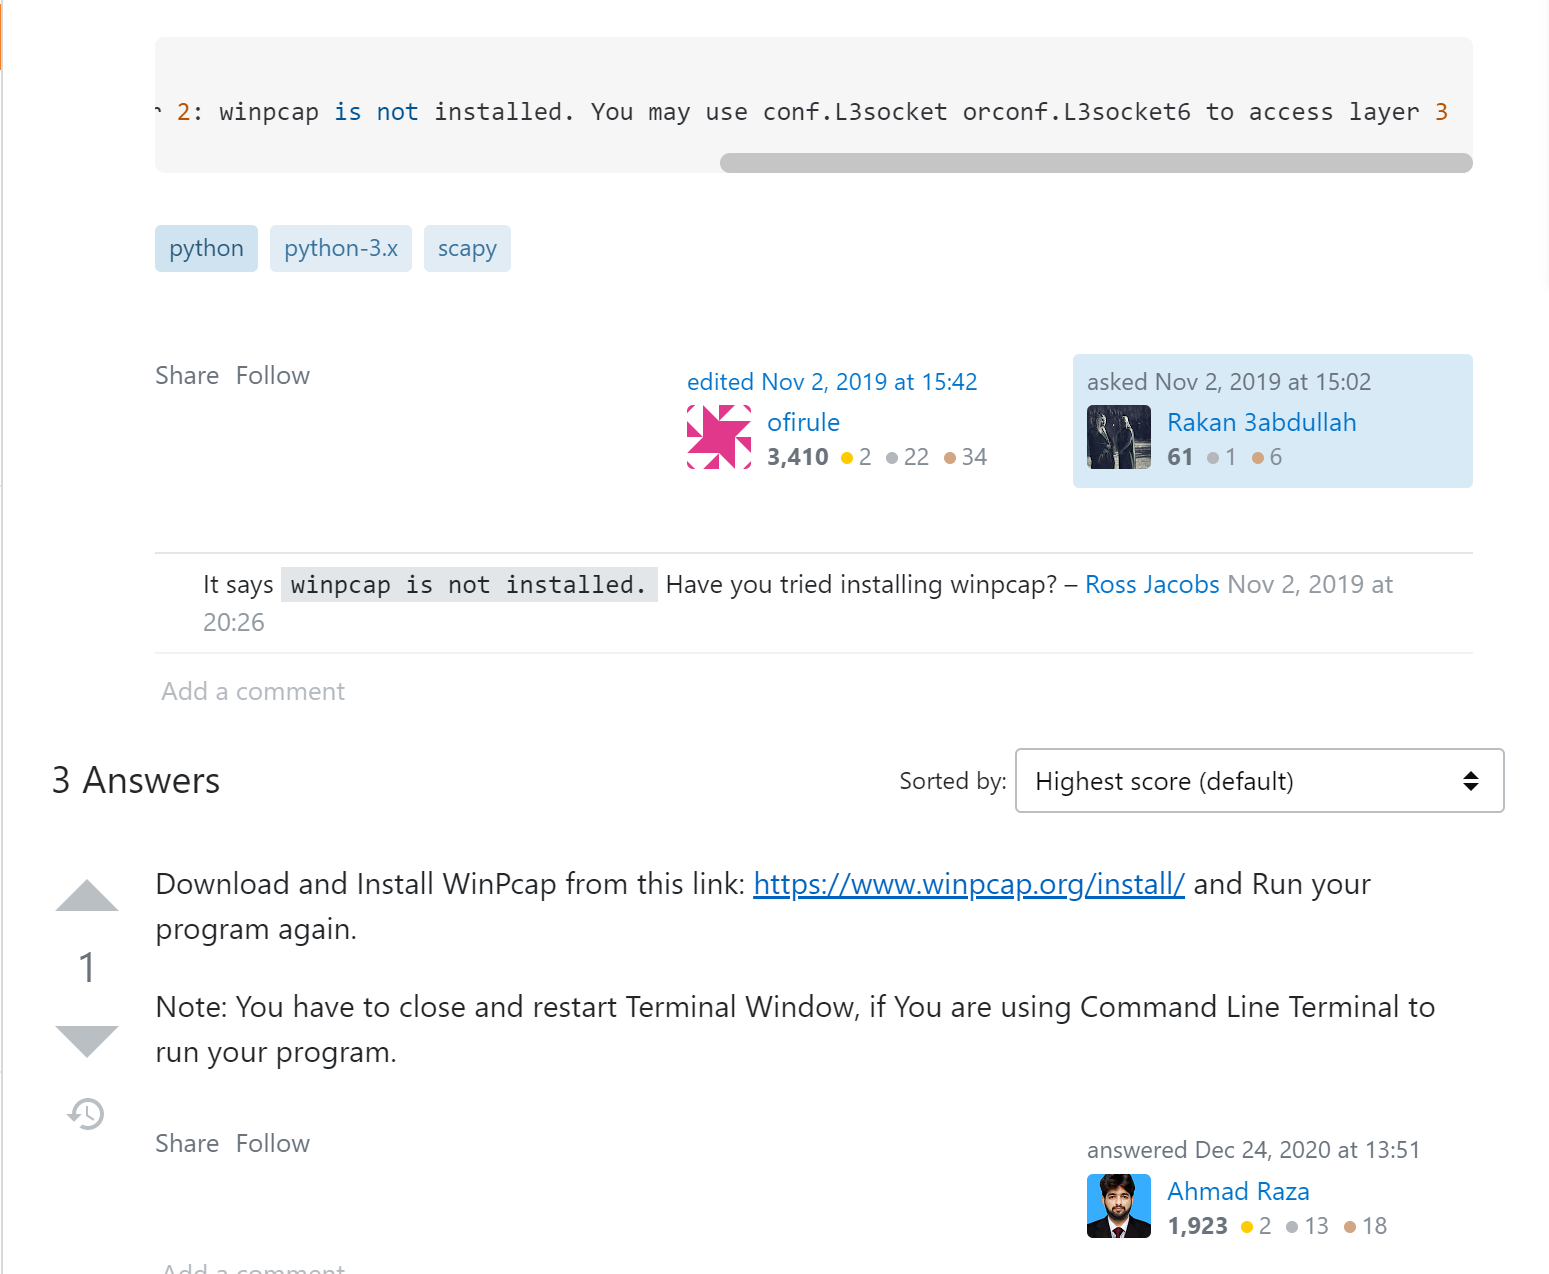 2: winpcap is not installed. You may use conf.L3socket orconf.L3socket6 to access layer 3
python python-3.x scapy
Share Follow
edited Nov 2, 2019 at 15:42
ofirule
3,410 2 22 34
asked Nov 2, 2019 at 15:02
Rakan 3abdullah
61 1 6
It says winpcap is not installed. Have you tried installing winpcap? – Ross Jacobs Nov 2, 2019 at
20:26
Add a comment
3 Answers
Sorted by: Highest score (default)
Download and Install WinPcap from this link: https://www.winpcap.org/install/ and Run your
program again.
1
Note: You have to close and restart Terminal Window, if You are using Command Line Terminal to
run your program.
Share Follow
answered Dec 24, 2020 at 13:51
Ahmad Raza
1,923 2 13 18
Add a comment